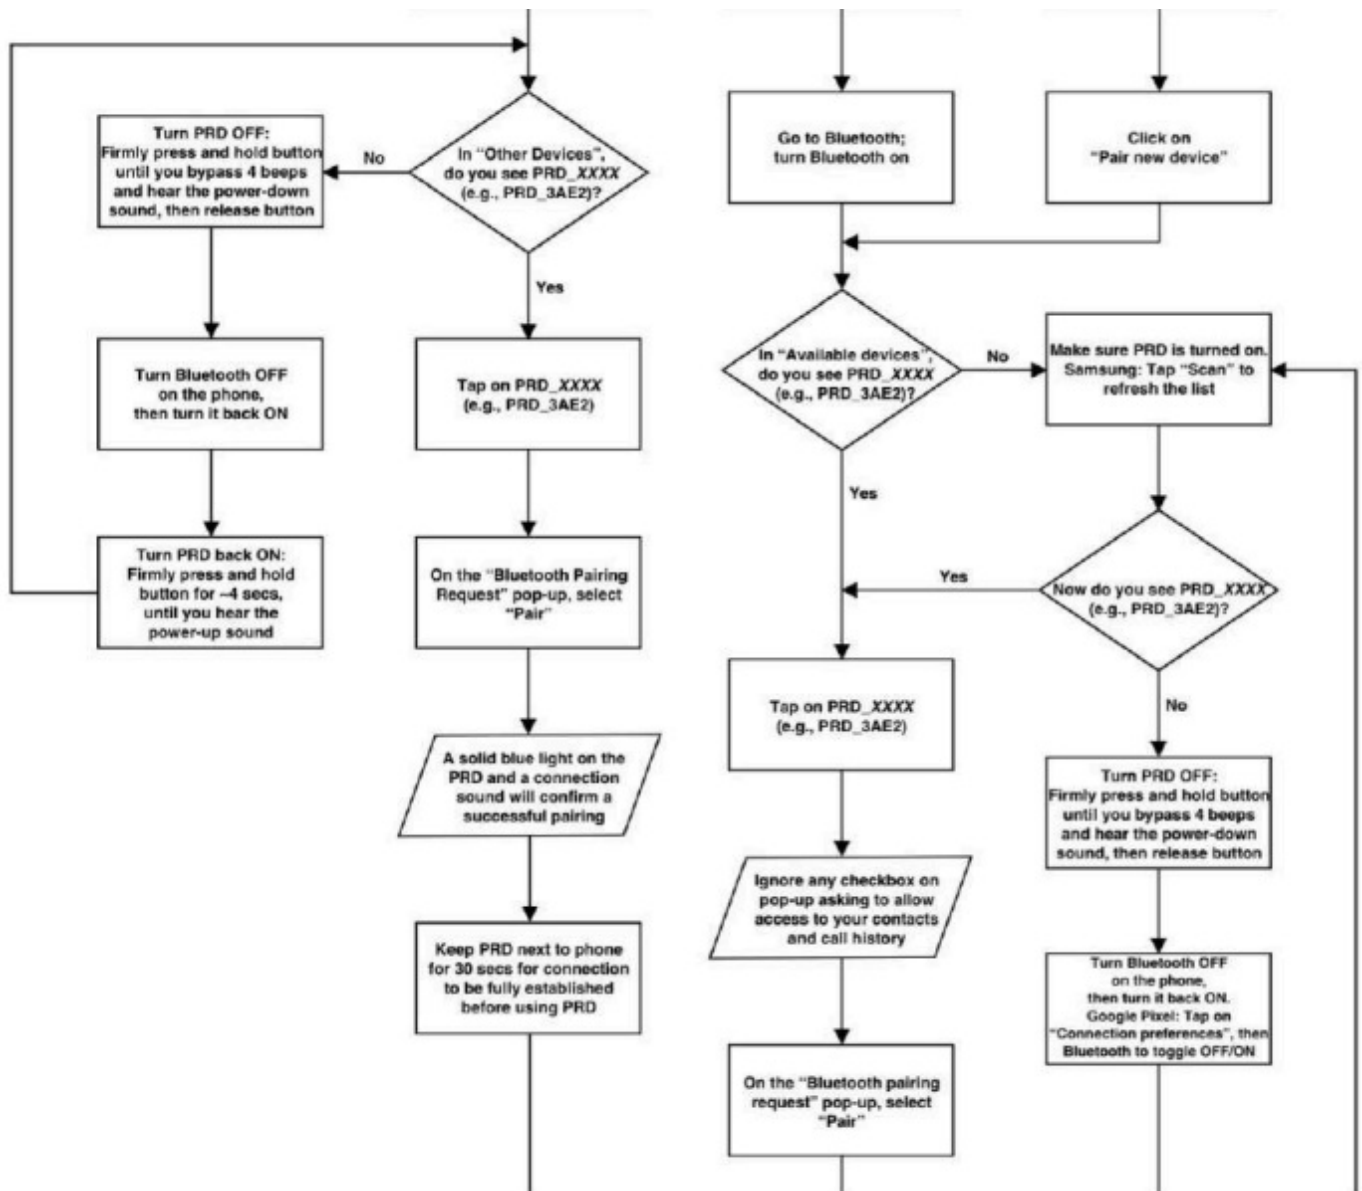 In "Other Devices",
do you see PRD_XXXX
(e.g., PRD_3AE2)?
No
Turn PRD OFF:
Firmly press and hold button
until you bypass 4 beeps
and hear the power-down
sound, then release button
Turn Bluetooth OFF
on the phone,
then turn it back ON
Turn PRD back ON:
Firmly press and hold
button for ~4 secs,
until you hear the
power-up sound
Yes
Tap on PRD_XXXX
(e.g., PRD_3AE2)
On the "Bluetooth Pairing
Request" pop-up, select
"Pair"
A solid blue light on the
PRD and a connection
sound will confirm a
successful pairing
Keep PRD next to phone
for 30 secs for connection
to be fully established
before using PRD
Go to Bluetooth;
turn Bluetooth on
Click on
"Pair new device"
In "Available devices",
do you see PRD_XXXX
(e.g., PRD_3AE2)?
No
Make sure PRD is turned on.
Samsung: Tap "Scan" to
refresh the list
Yes
Now do you see PRD_XXXX
(e.g., PRD_3AE2)?
Yes
No
Tap on PRD_XXXX
(e.g., PRD_3AE2)
Ignore any checkbox on
pop-up asking to allow
access to your contacts
and call history
On the "Bluetooth pairing
request" pop-up, select
"Pair"
Turn PRD OFF:
Firmly press and hold button
until you bypass 4 beeps
and hear the power-down
sound, then release button
Turn Bluetooth OFF
on the phone,
then turn it back ON.
Google Pixel: Tap on
"Connection preferences", then
Bluetooth to toggle OFF/ON